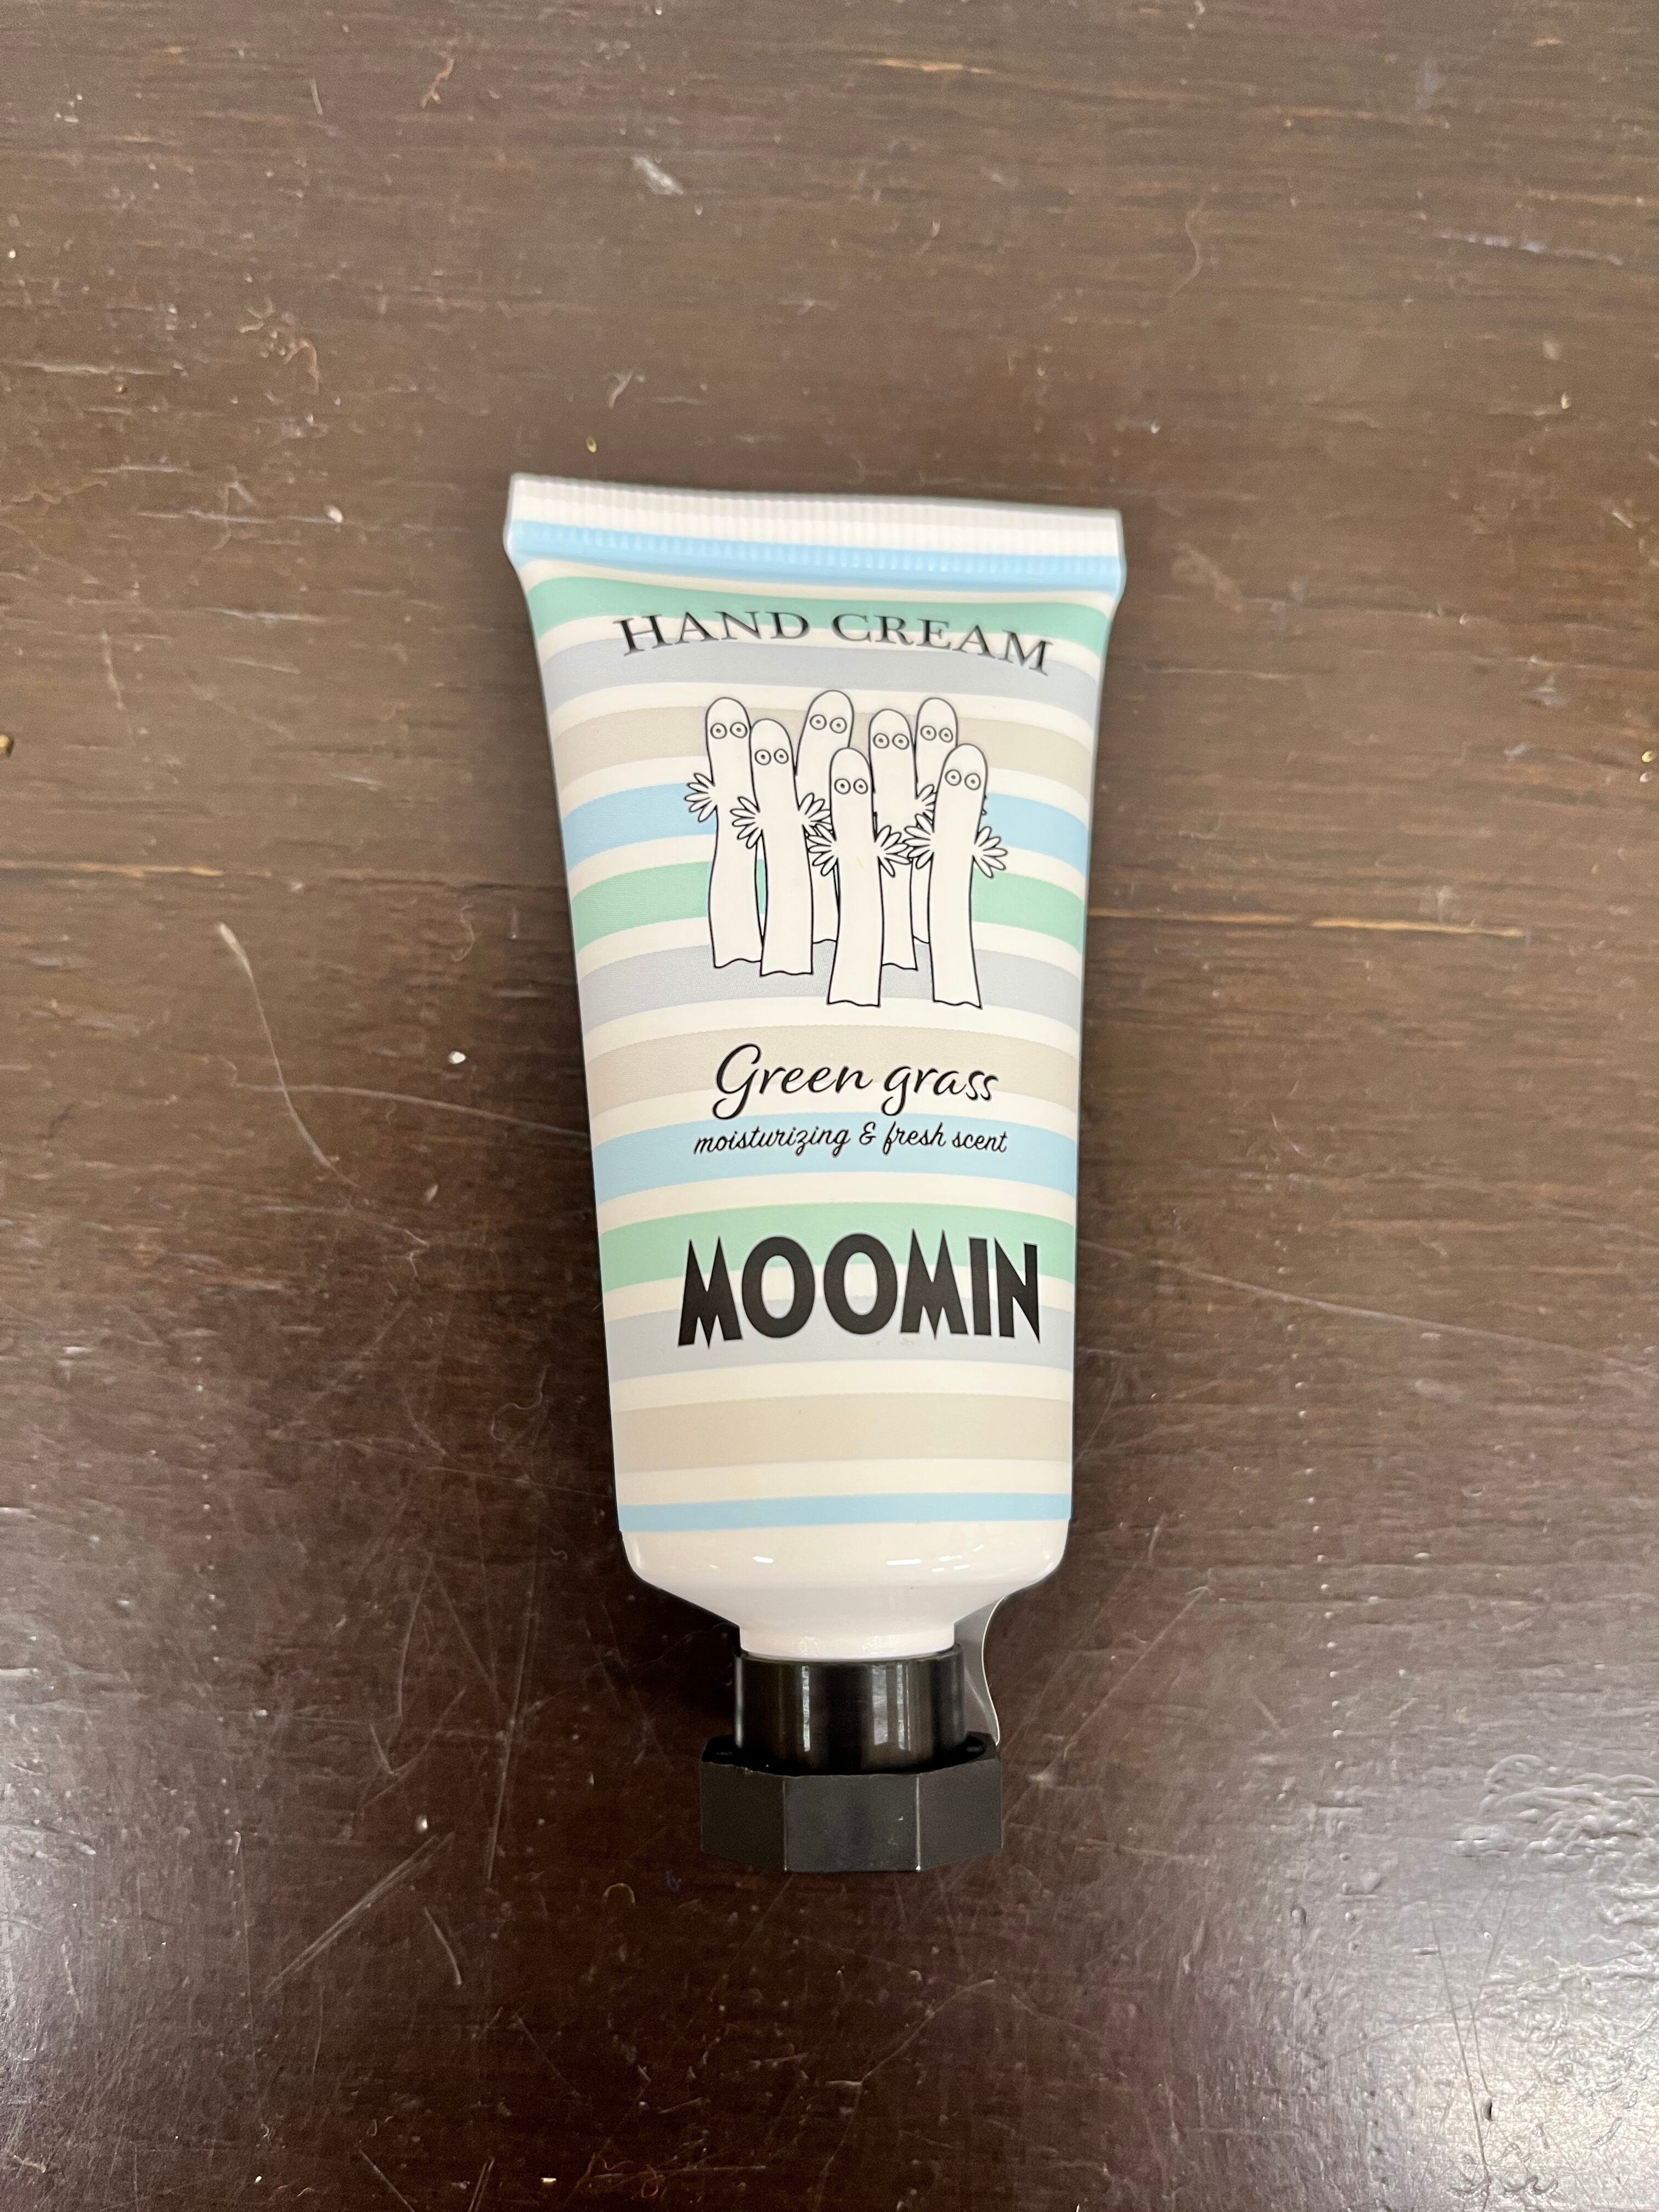 HAND CREAM
Green grass
moisturizing & fresh scent
MOOMIN